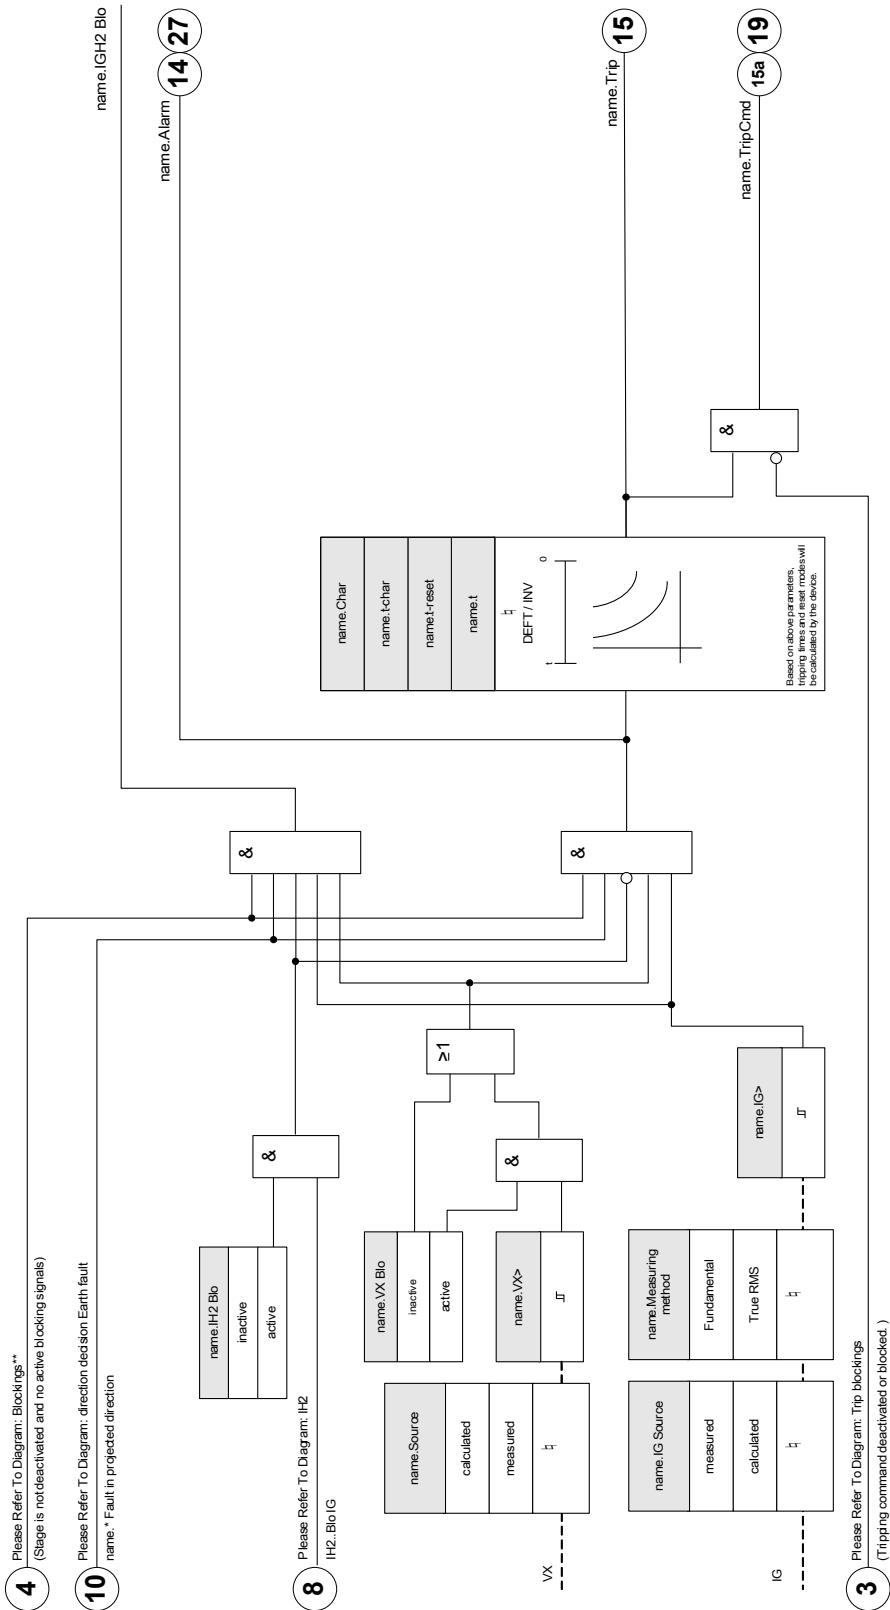 4
Please Refer To Diagram: Blockings**
(Stage is not deactivated and no active blocking signals)
10
Please Refer To Diagram: direction decision Earth fault
name.* Fault in projected direction
name.IH2 Blo
inactive
active
8
Please Refer To Diagram: IH2
IH2..Blo IG
name.VX Blo
inactive
active
name.Source
calculated
measured
name.VX>
VX
name.IG Source
measured
calculated
name.Measuring
method
Fundamental
True RMS
name.IG>
IG
3
Please Refer To Diagram: Trip blockings
(Tripping command deactivated or blocked. )
&
&
≥1
&
&
name.Char
name.t-char
name.t-reset
name.t
DEFT / INV
t
0
Based on above parameters,
tripping times and reset modes will
be calculated by the device.
&
name.IGH2 Blo
name.Alarm
14
27
name.Trip
15
name.TripCmd
15a
19